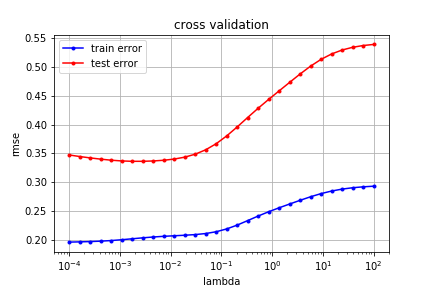 cross validation
train error
test error
0.55
0.50
0.45
0.40
0.35
0.30
0.25
0.20
rmse
10⁻⁴ 10⁻³ 10⁻² 10⁻¹ 10⁰ 10¹ 10²
lambda